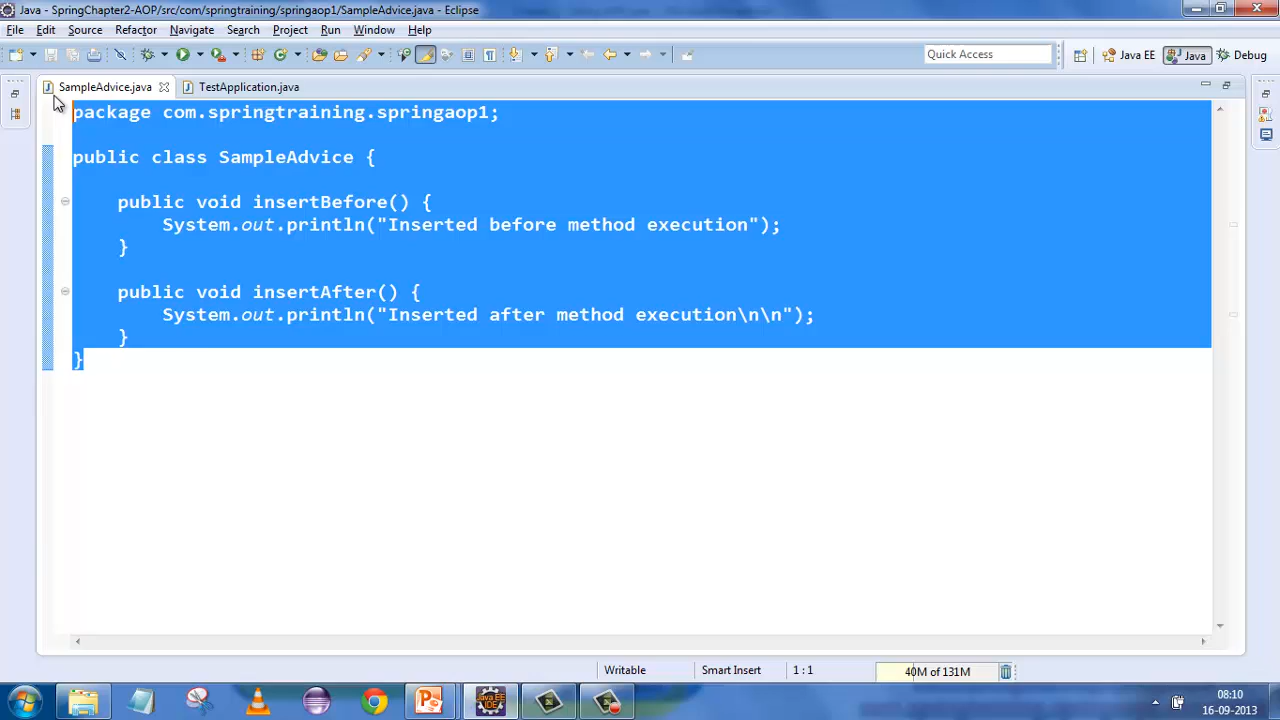 Java - SpringChapter2-AOP/src/com/springtraining/springaop1/SampleAdvice.java - Eclipse
File Edit Source Refactor Navigate Search Project Run Window Help
Quick Access
Java EE
Java
Debug
SampleAdvice.java
TestApplication.java
package com.springtraining.springaop1;
public class SampleAdvice {
public void insertBefore() {
System.out.println("Inserted before method execution");
}
public void insertAfter() {
System.out.println("Inserted after method execution\n\n");
}
}
Writable
Smart Insert
1 : 1
40M of 131M
Java EE
IDE
08:10
16-09-2013